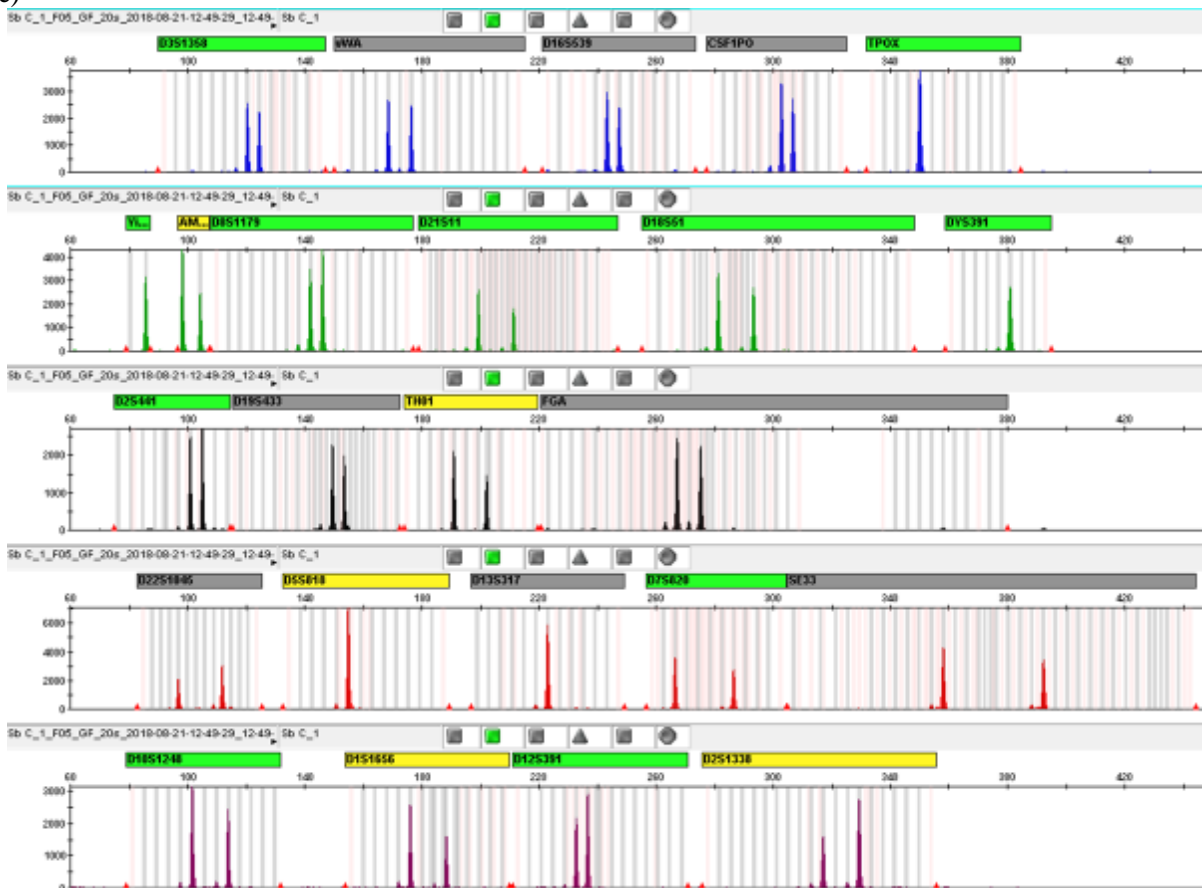 c)
Sb C_1_F05_GF_20s_2018-08-21-12-49-29_12-49- Sb C_1
D3S1358 vWA D16S539 CSF1PO TPOX
60 100 140 180 220 260 300 340 380 420
3000
2000
1000
0
Sb C_1_F05_GF_20s_2018-08-21-12-49-29_12-49- Sb C_1
Yi... AM... D8S1179 D21S11 D18S51 DYS391
60 100 140 180 220 260 300 340 380 420
4000
3000
2000
1000
0
Sb C_1_F05_GF_20s_2018-08-21-12-49-29_12-49- Sb C_1
D2S441 D19S433 TH01 FGA
60 100 140 180 220 260 300 340 380 420
2000
1000
0
Sb C_1_F05_GF_20s_2018-08-21-12-49-29_12-49- Sb C_1
D22S1045 D5S818 D13S317 D7S820 SE33
60 100 140 180 220 260 300 340 380 420
6000
4000
2000
0
Sb C_1_F05_GF_20s_2018-08-21-12-49-29_12-49- Sb C_1
D10S1248 D1S1656 D12S391 D2S1338
60 100 140 180 220 260 300 340 380 420
3000
2000
1000
0